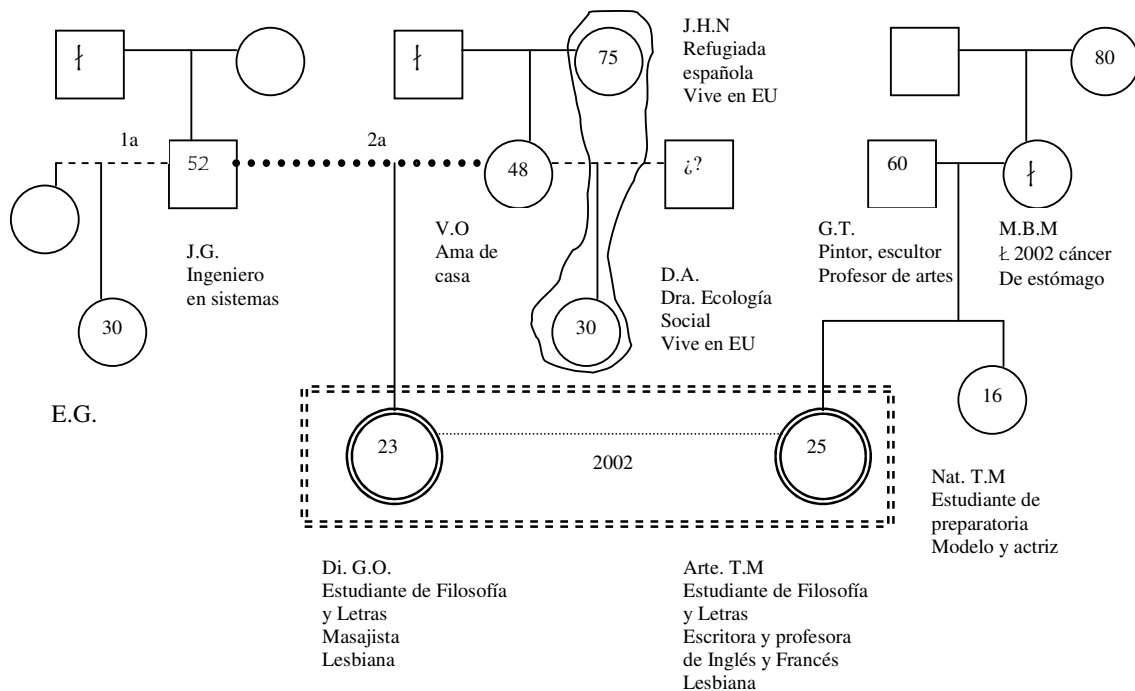 ƚ
ƚ
75
J.H.N
Refugiada
española
Vive en EU
80
1a
52
2a
48
¿?
60
ƚ
J.G.
Ingeniero
en sistemas
V.O
Ama de
casa
D.A.
Dra. Ecología
Social
Vive en EU
G.T.
Pintor, escultor
Profesor de artes
M.B.M
Ƚ 2002 cáncer
De estómago
30
30
16
E.G.
23
2002
25
Nat. T.M
Estudiante de
preparatoria
Modelo y actriz
Di. G.O.
Estudiante de Filosofía
y Letras
Masajista
Lesbiana
Arte. T.M
Estudiante de Filosofía
y Letras
Escritora y profesora
de Inglés y Francés
Lesbiana